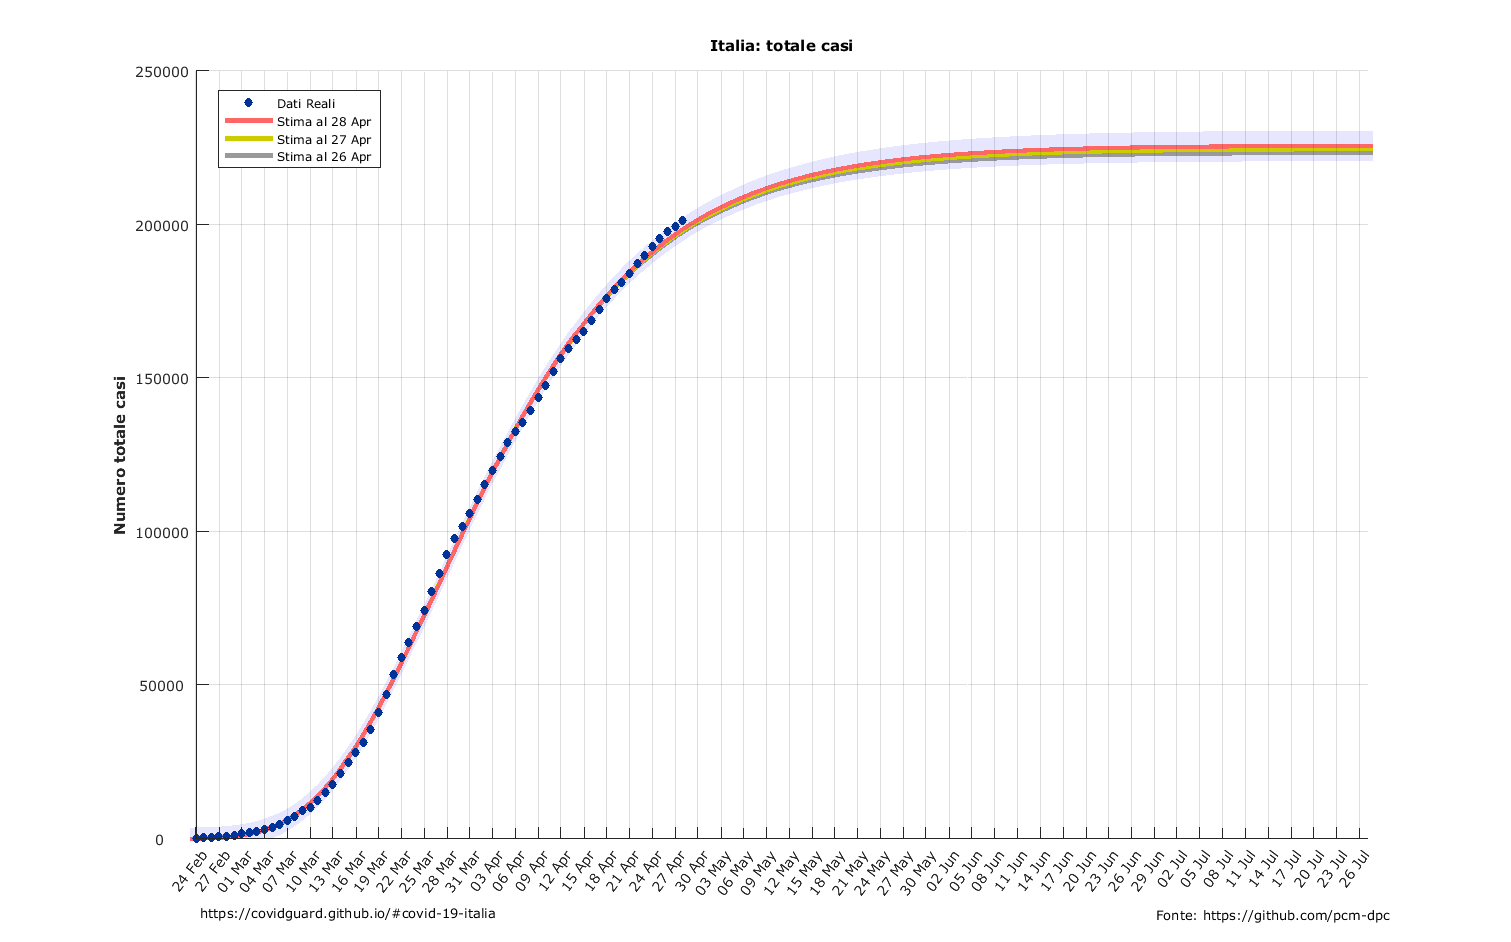 Italia: totale casi
250000
200000
150000
100000
50000
0
Numero totale casi
Dati Reali
Stima al 28 Apr
Stima al 27 Apr
Stima al 26 Apr
24 Feb
27 Feb
01 Mar
04 Mar
07 Mar
10 Mar
13 Mar
16 Mar
19 Mar
22 Mar
25 Mar
28 Mar
31 Mar
03 Apr
06 Apr
09 Apr
12 Apr
15 Apr
18 Apr
21 Apr
24 Apr
27 Apr
30 Apr
03 May
06 May
09 May
12 May
15 May
18 May
21 May
24 May
27 May
30 May
02 Jun
05 Jun
08 Jun
11 Jun
14 Jun
17 Jun
20 Jun
23 Jun
26 Jun
29 Jun
02 Jul
05 Jul
08 Jul
11 Jul
14 Jul
17 Jul
20 Jul
23 Jul
26 Jul
https://covidguard.github.io/#covid-19-italia
Fonte: https://github.com/pcm-dpc